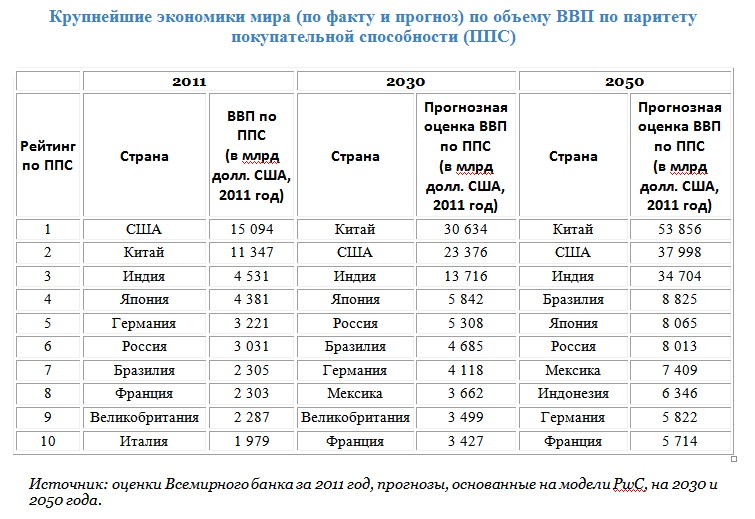 Крупнейшие экономики мира (по факту и прогноз) по объему ВВП по паритету
покупательной способности (ППС)
2011 2030 2050
Рейтинг по ППС Страна ВВП по ППС (в млрд долл. США, 2011 год) Страна Прогнозная оценка ВВП по ППС (в млрд долл. США, 2011 год) Страна Прогнозная оценка ВВП по ППС (в млрд долл. США, 2011 год)
1 США 15 094 Китай 30 634 Китай 53 856
2 Китай 11 347 США 23 376 США 37 998
3 Индия 4 531 Индия 13 716 Индия 34 704
4 Япония 4 381 Япония 5 842 Бразилия 8 825
5 Германия 3 221 Россия 5 308 Япония 8 065
6 Россия 3 031 Бразилия 4 685 Россия 8 013
7 Бразилия 2 305 Германия 4 118 Мексика 7 409
8 Франция 2 303 Мексика 3 662 Индонезия 6 346
9 Великобритания 2 287 Великобритания 3 499 Германия 5 822
10 Италия 1 979 Франция 3 427 Франция 5 714
Источник: оценки Всемирного банка за 2011 год, прогнозы, основанные на модели PwC, на 2030 и
2050 года.